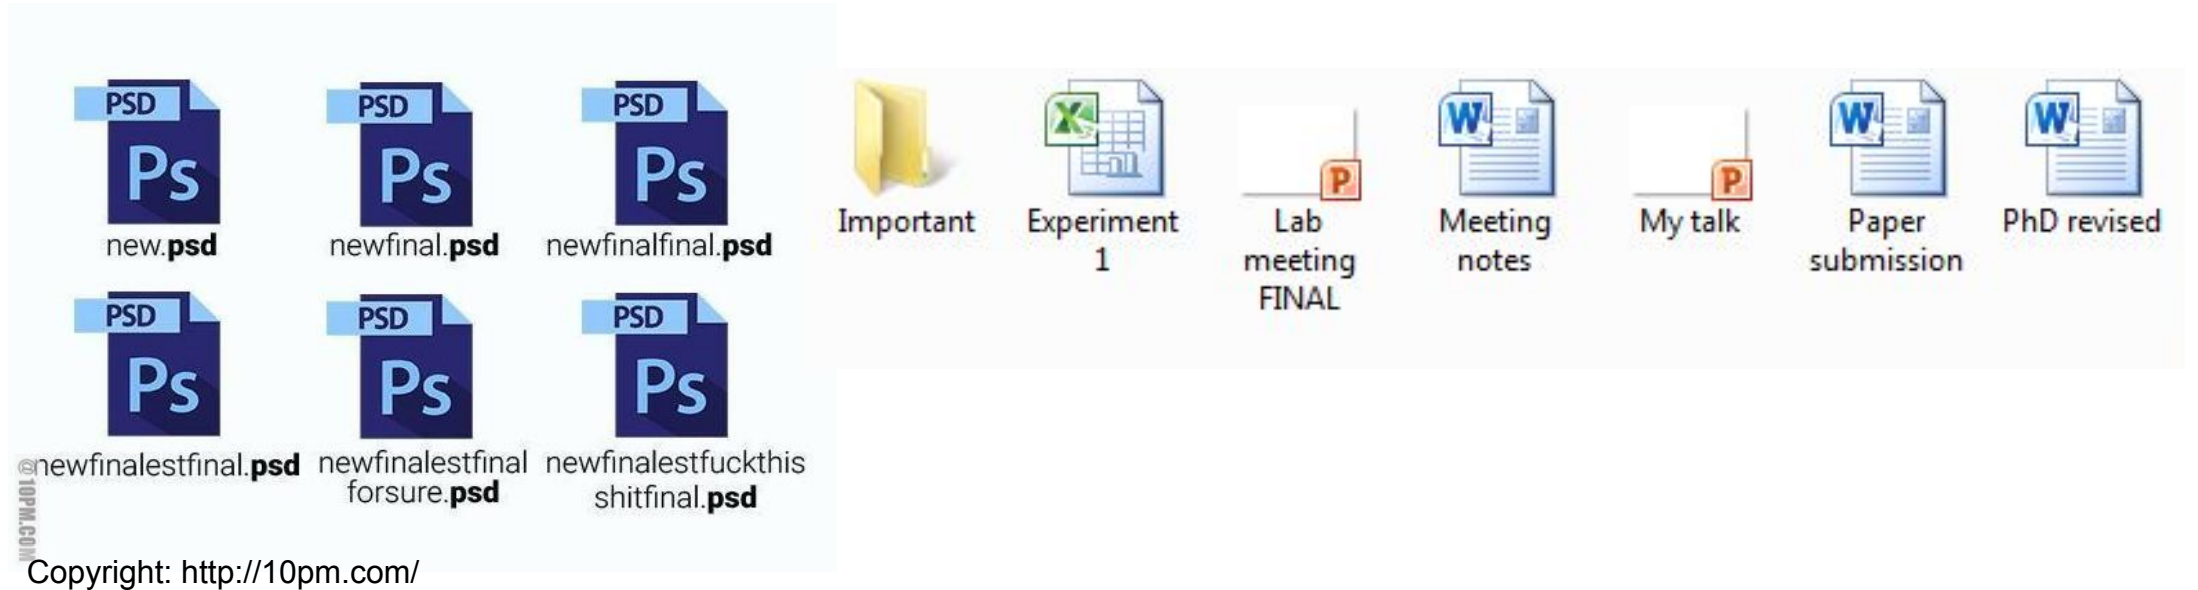 PSD
Ps
new.psd
PSD
Ps
newfinal.psd
PSD
Ps
newfinalfinal.psd
PSD
Ps
newfinalestfinal.psd
PSD
Ps
newfinalestfinal
forsure.psd
PSD
Ps
newfinalestfuckthis
shitfinal.psd
@10PM.COM
Copyright: http://10pm.com/
Important
X
Experiment
1
P
Lab
meeting
FINAL
W
Meeting
notes
P
My talk
W
Paper
submission
W
PhD revised